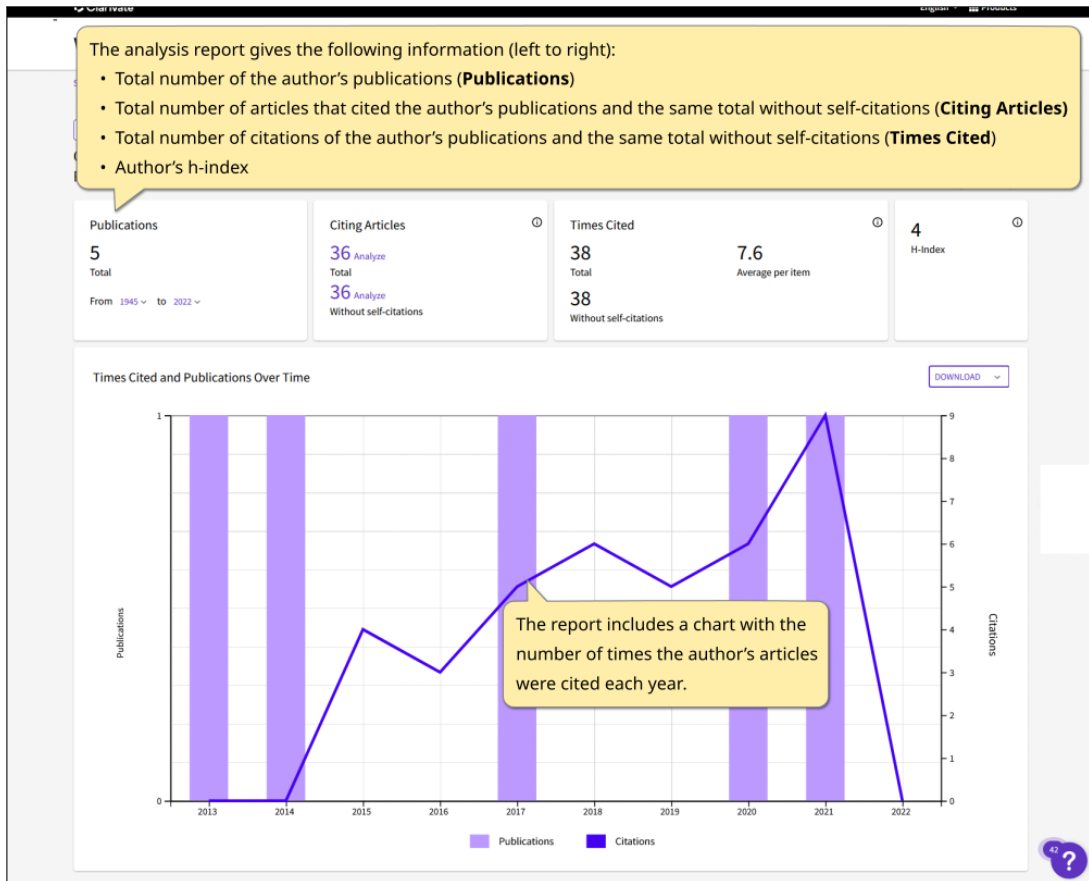 Clarivate
English
Products
The analysis report gives the following information (left to right):
• Total number of the author’s publications (Publications)
• Total number of articles that cited the author’s publications and the same total without self-citations (Citing Articles)
• Total number of citations of the author’s publications and the same total without self-citations (Times Cited)
• Author’s h-index
Publications
5
Total
From 1945 to 2022
Citing Articles
36 Analyze
Total
36 Analyze
Without self-citations
Times Cited
38
Total
38
Without self-citations
7.6
Average per item
4
H-Index
Times Cited and Publications Over Time
DOWNLOAD
1
0
Publications
9
8
7
6
5
4
3
2
1
0
Citations
The report includes a chart with the
number of times the author’s articles
were cited each year.
2013 2014 2015 2016 2017 2018 2019 2020 2021 2022
Publications Citations
42
?